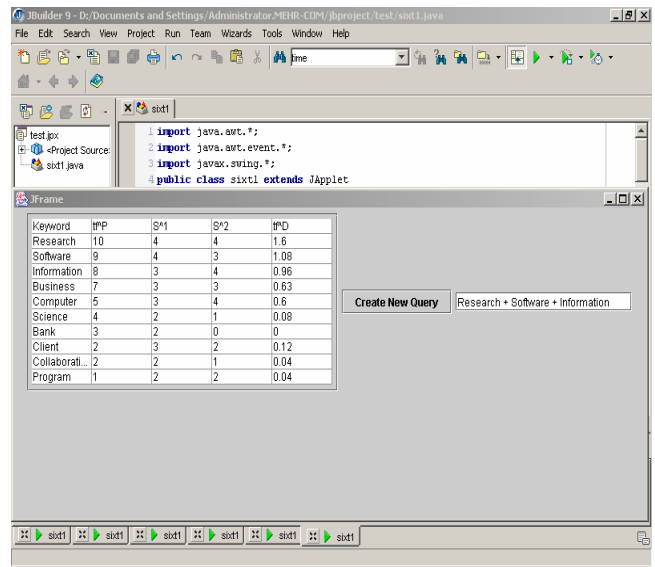 JBuilder 9 - D:/Documents and Settings/Administrator.MEHR-COM/jbproject/test/sixt1.java
File Edit Search View Project Run Team Wizards Tools Window Help
time
sixt1
test.jpx
<Project Source:
sixt1.java
1 import java.awt.*;
2 import java.awt.event.*;
3 import javax.swing.*;
4 public class sixt1 extends JApplet
JFrame
Keyword tf^P S^1 S^2 tf^D
Research 10 4 4 1.6
Software 9 4 3 1.08
Information 8 3 4 0.96
Business 7 3 3 0.63
Computer 5 3 4 0.6
Science 4 2 1 0.08
Bank 3 2 0 0
Client 2 3 2 0.12
Collaborati... 2 2 1 0.04
Program 1 2 2 0.04
Create New Query Research + Software + Information
sixt1 sixt1 sixt1 sixt1 sixt1 sixt1